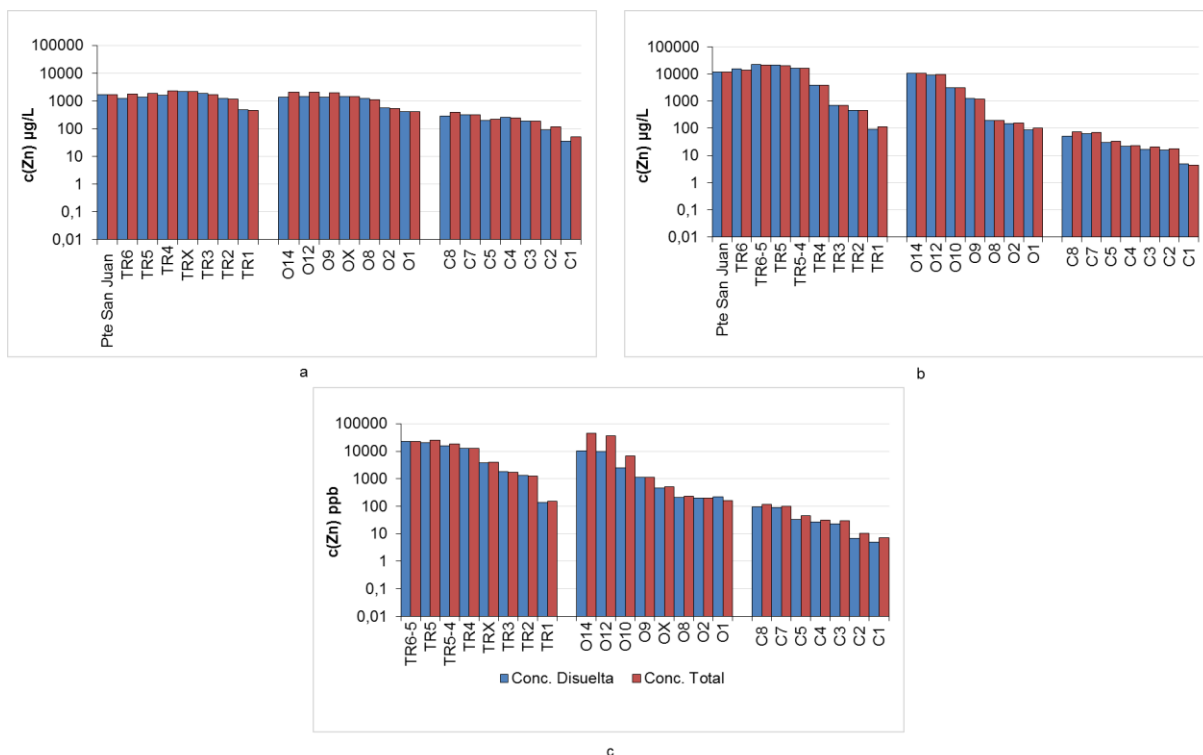 100000
10000
1000
100
10
1
0,1
0,01
c(Zn) µg/L
Pte San Juan
TR6
TR5
TR4
TRX
TR3
TR2
TR1
O14
O12
O9
OX
O8
O2
O1
C8
C7
C5
C4
C3
C2
C1
a
100000
10000
1000
100
10
1
0,1
0,01
c(Zn) µg/L
Pte San Juan
TR6
TR6-5
TR5
TR5-4
TR4
TR3
TR2
TR1
O14
O12
O10
O9
O8
O2
O1
C8
C7
C5
C4
C3
C2
C1
b
100000
10000
1000
100
10
1
0,1
0,01
c(Zn) ppb
TR6-5
TR5
TR5-4
TR4
TRX
TR3
TR2
TR1
O14
O12
O10
O9
OX
O8
O2
O1
C8
C7
C5
C4
C3
C2
C1
Conc. Disuelta Conc. Total
c